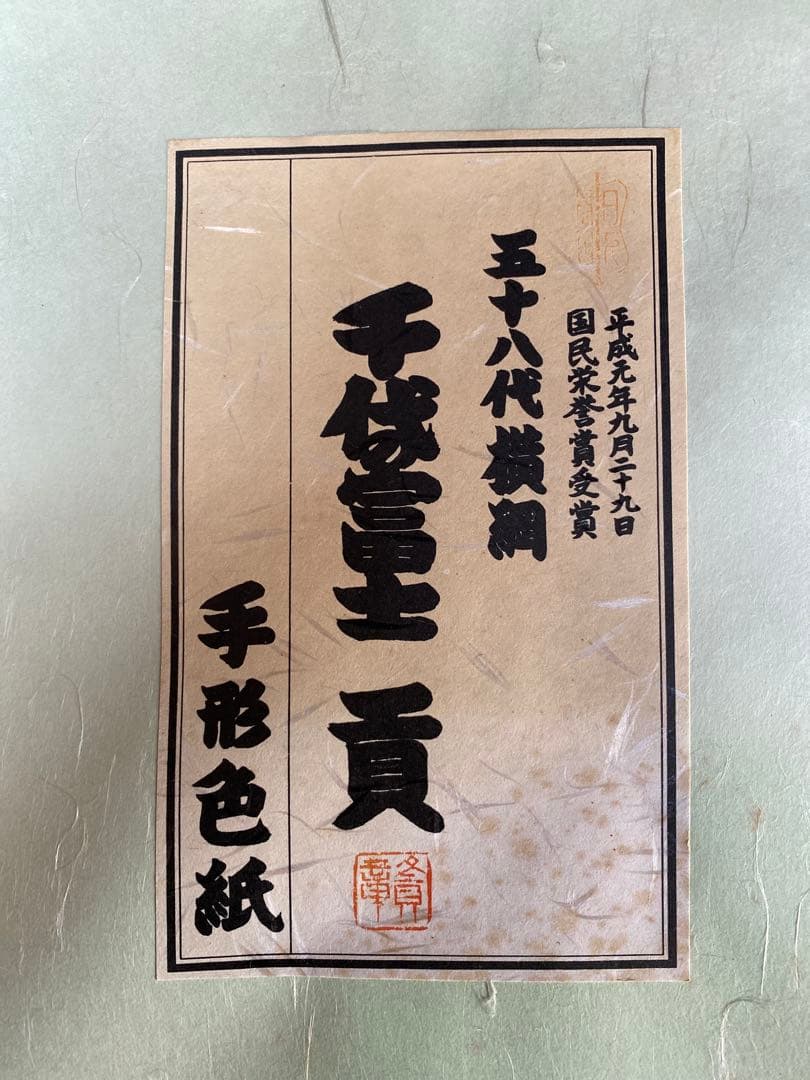 平成元年九月二十九日
国民栄誉賞受賞
五十八代横綱
千代の富士 貢
手形色紙